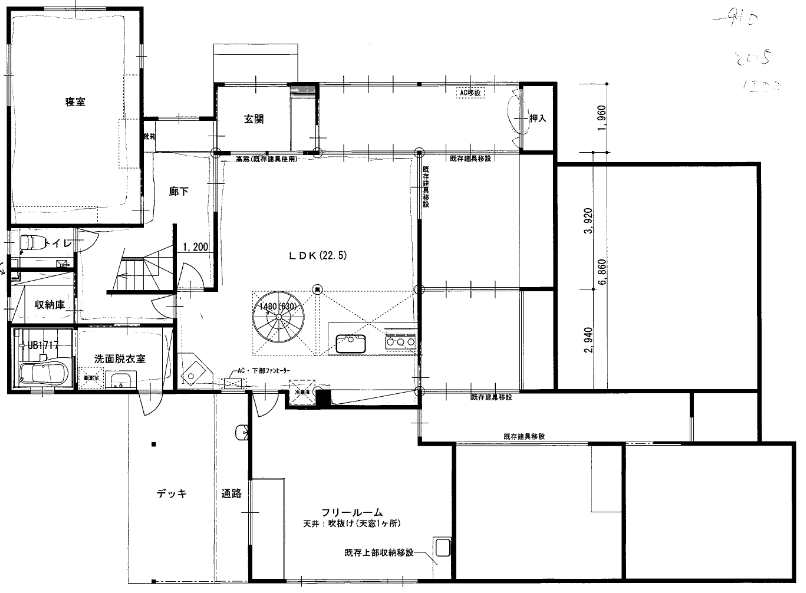 -910
205
寝室
玄関
AC移設
押入
1,960
高窓(既存建具使用)
既存建具移設
既存建具移設
廊下
1,200
LDK(22.5)
3,920
6,860
2,940
トイレ
収納庫
1480(630)
UB1717
洗面脱衣室
AC・下部ファンヒーター
冷蔵庫
既存建具移設
既存建具移設
デッキ
通路
フリールーム
天井：吹抜け(天窓1ヶ所)
既存上部収納移設